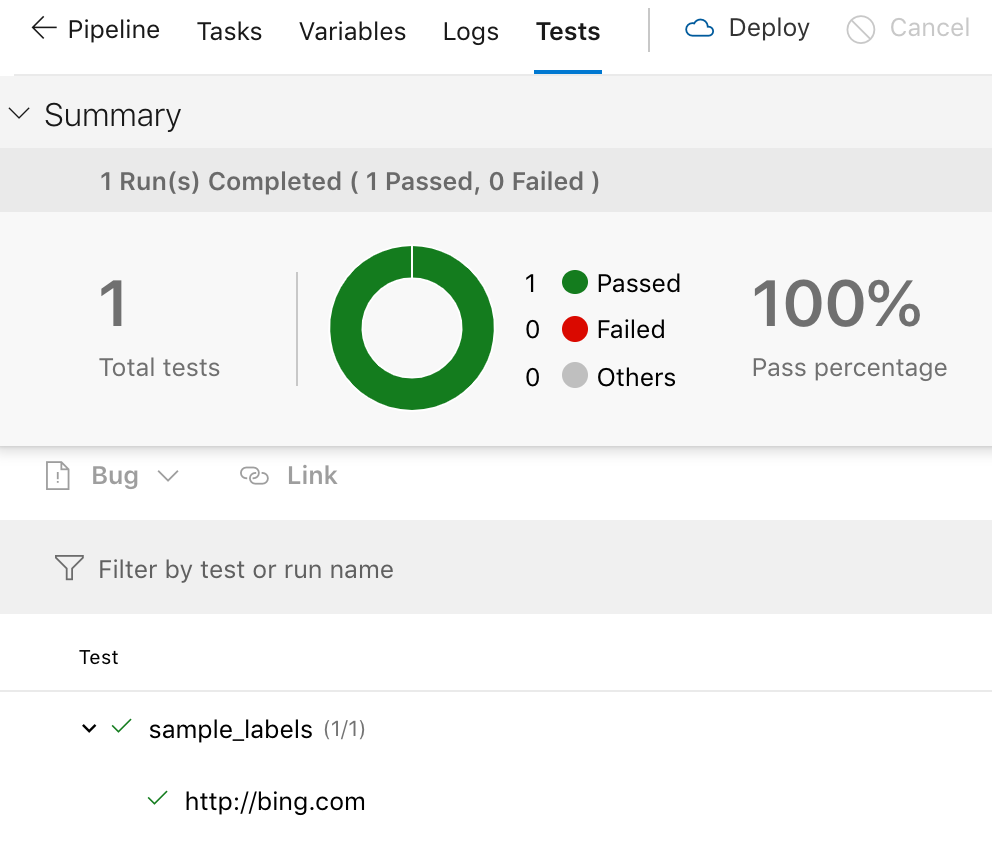 Pipeline Tasks Variables Logs Tests Deploy Cancel
Summary
1 Run(s) Completed ( 1 Passed, 0 Failed )
1
Total tests
1 Passed
0 Failed
0 Others
100%
Pass percentage
Bug Link
Filter by test or run name
Test
sample_labels (1/1)
http://bing.com